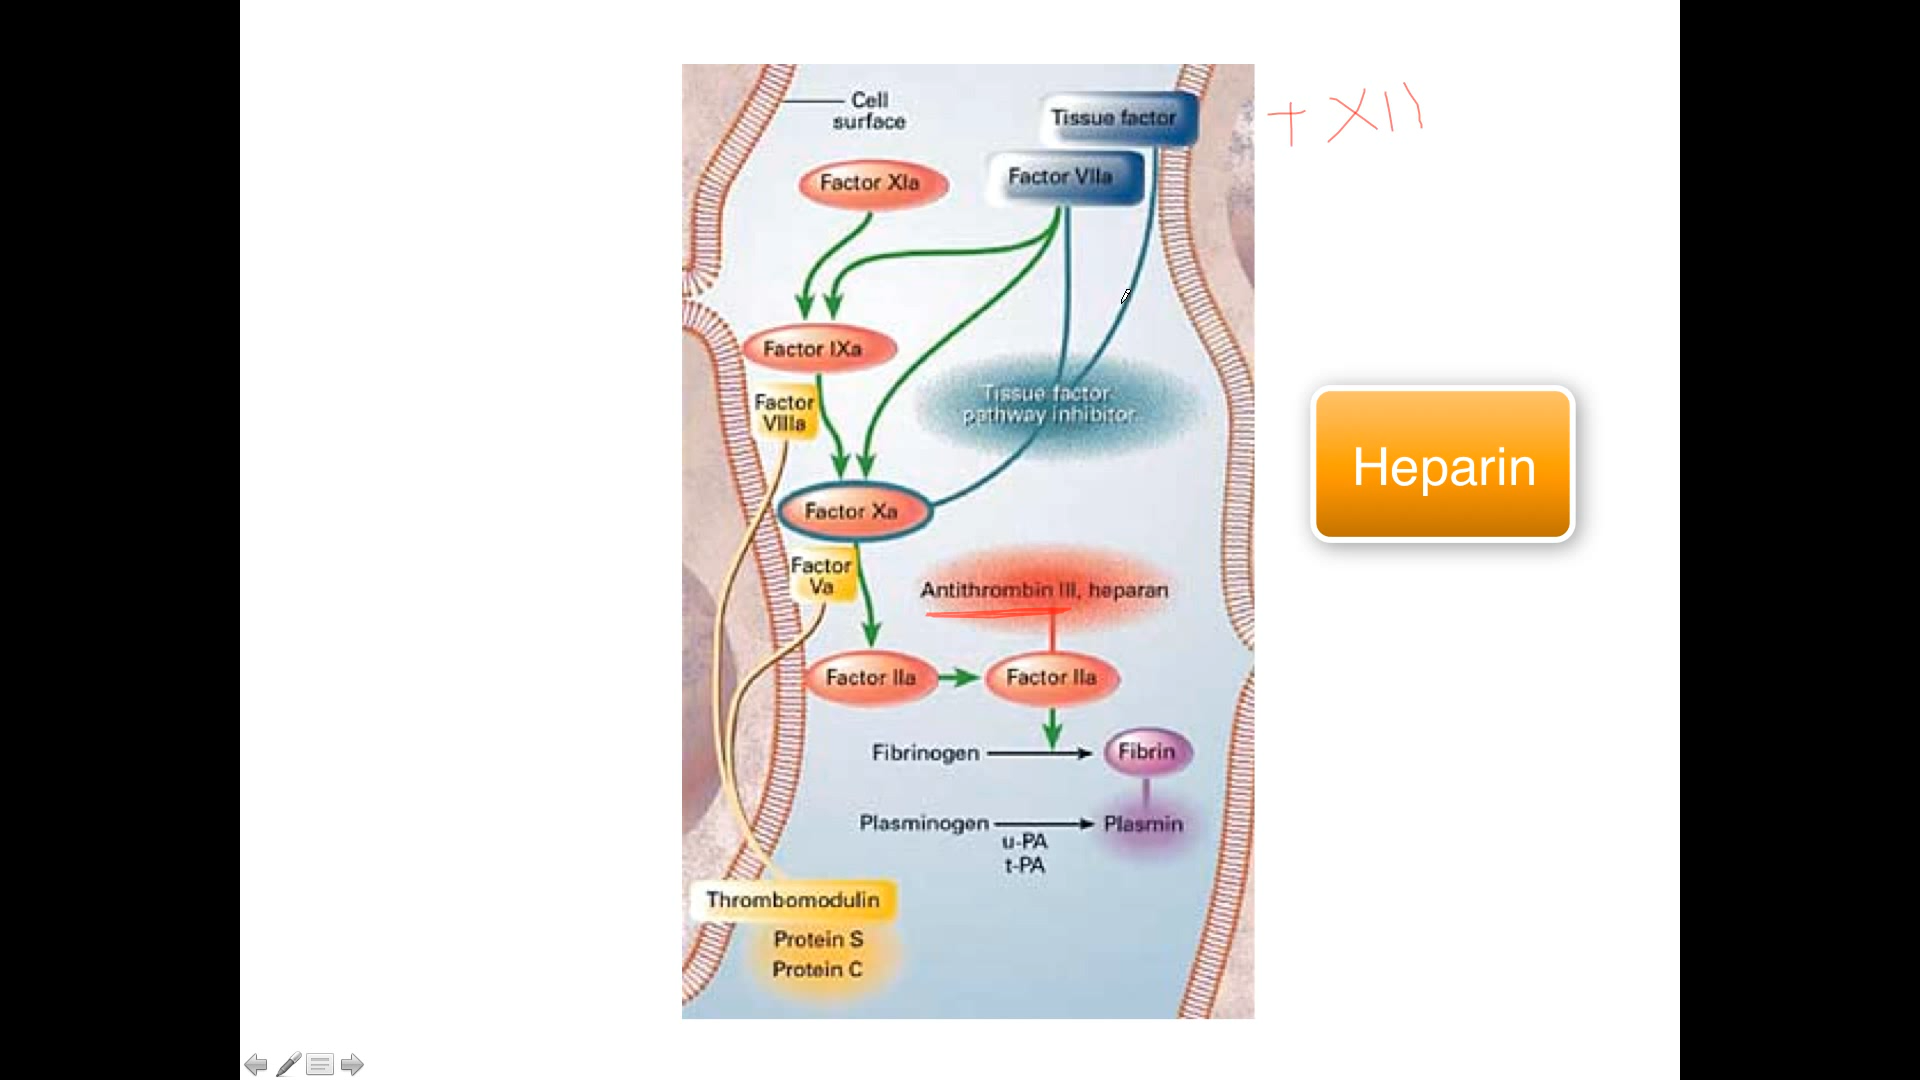 Cell
surface
Tissue factor
+ XII
Factor XIa
Factor VIIa
Factor IXa
Factor
VIIIa
Tissue factor
pathway inhibitor
Heparin
Factor Xa
Factor
Va
Antithrombin III, heparan
Factor IIa
Factor IIa
Fibrinogen
Fibrin
Plasminogen
Plasmin
u-PA
t-PA
Thrombomodulin
Protein S
Protein C